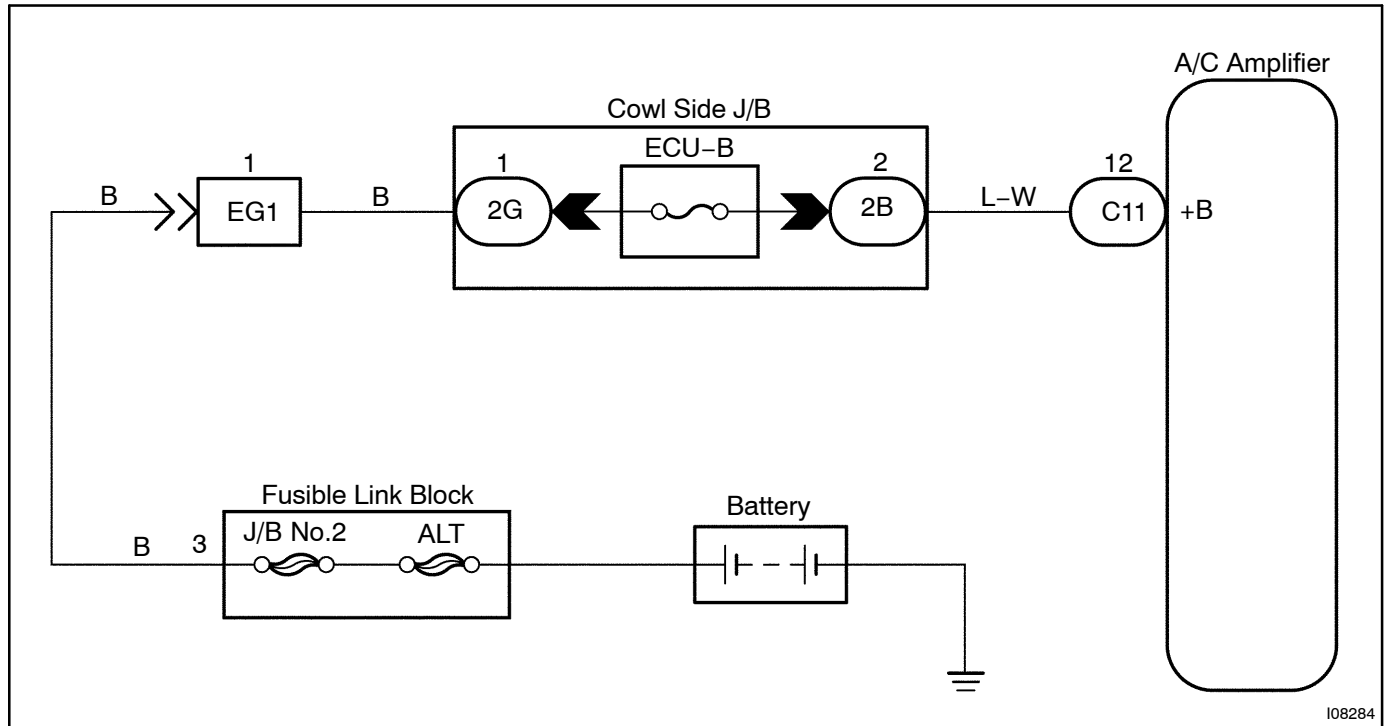 A/C Amplifier
Cowl Side J/B
ECU-B
1
1
2
12
B
EG1
B
2G
2B
L-W
C11
+B
Fusible Link Block
J/B No.2
ALT
Battery
B
3
I08284